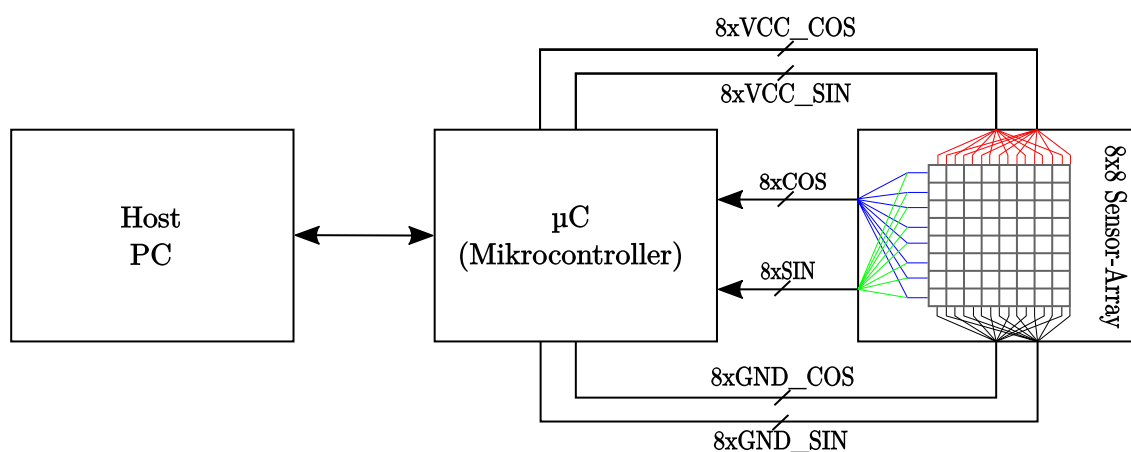 8xVCC_COS
8xVCC_SIN
Host
PC
µC
(Mikrocontroller)
8xCOS
8xSIN
8x8 Sensor-Array
8xGND_COS
8xGND_SIN